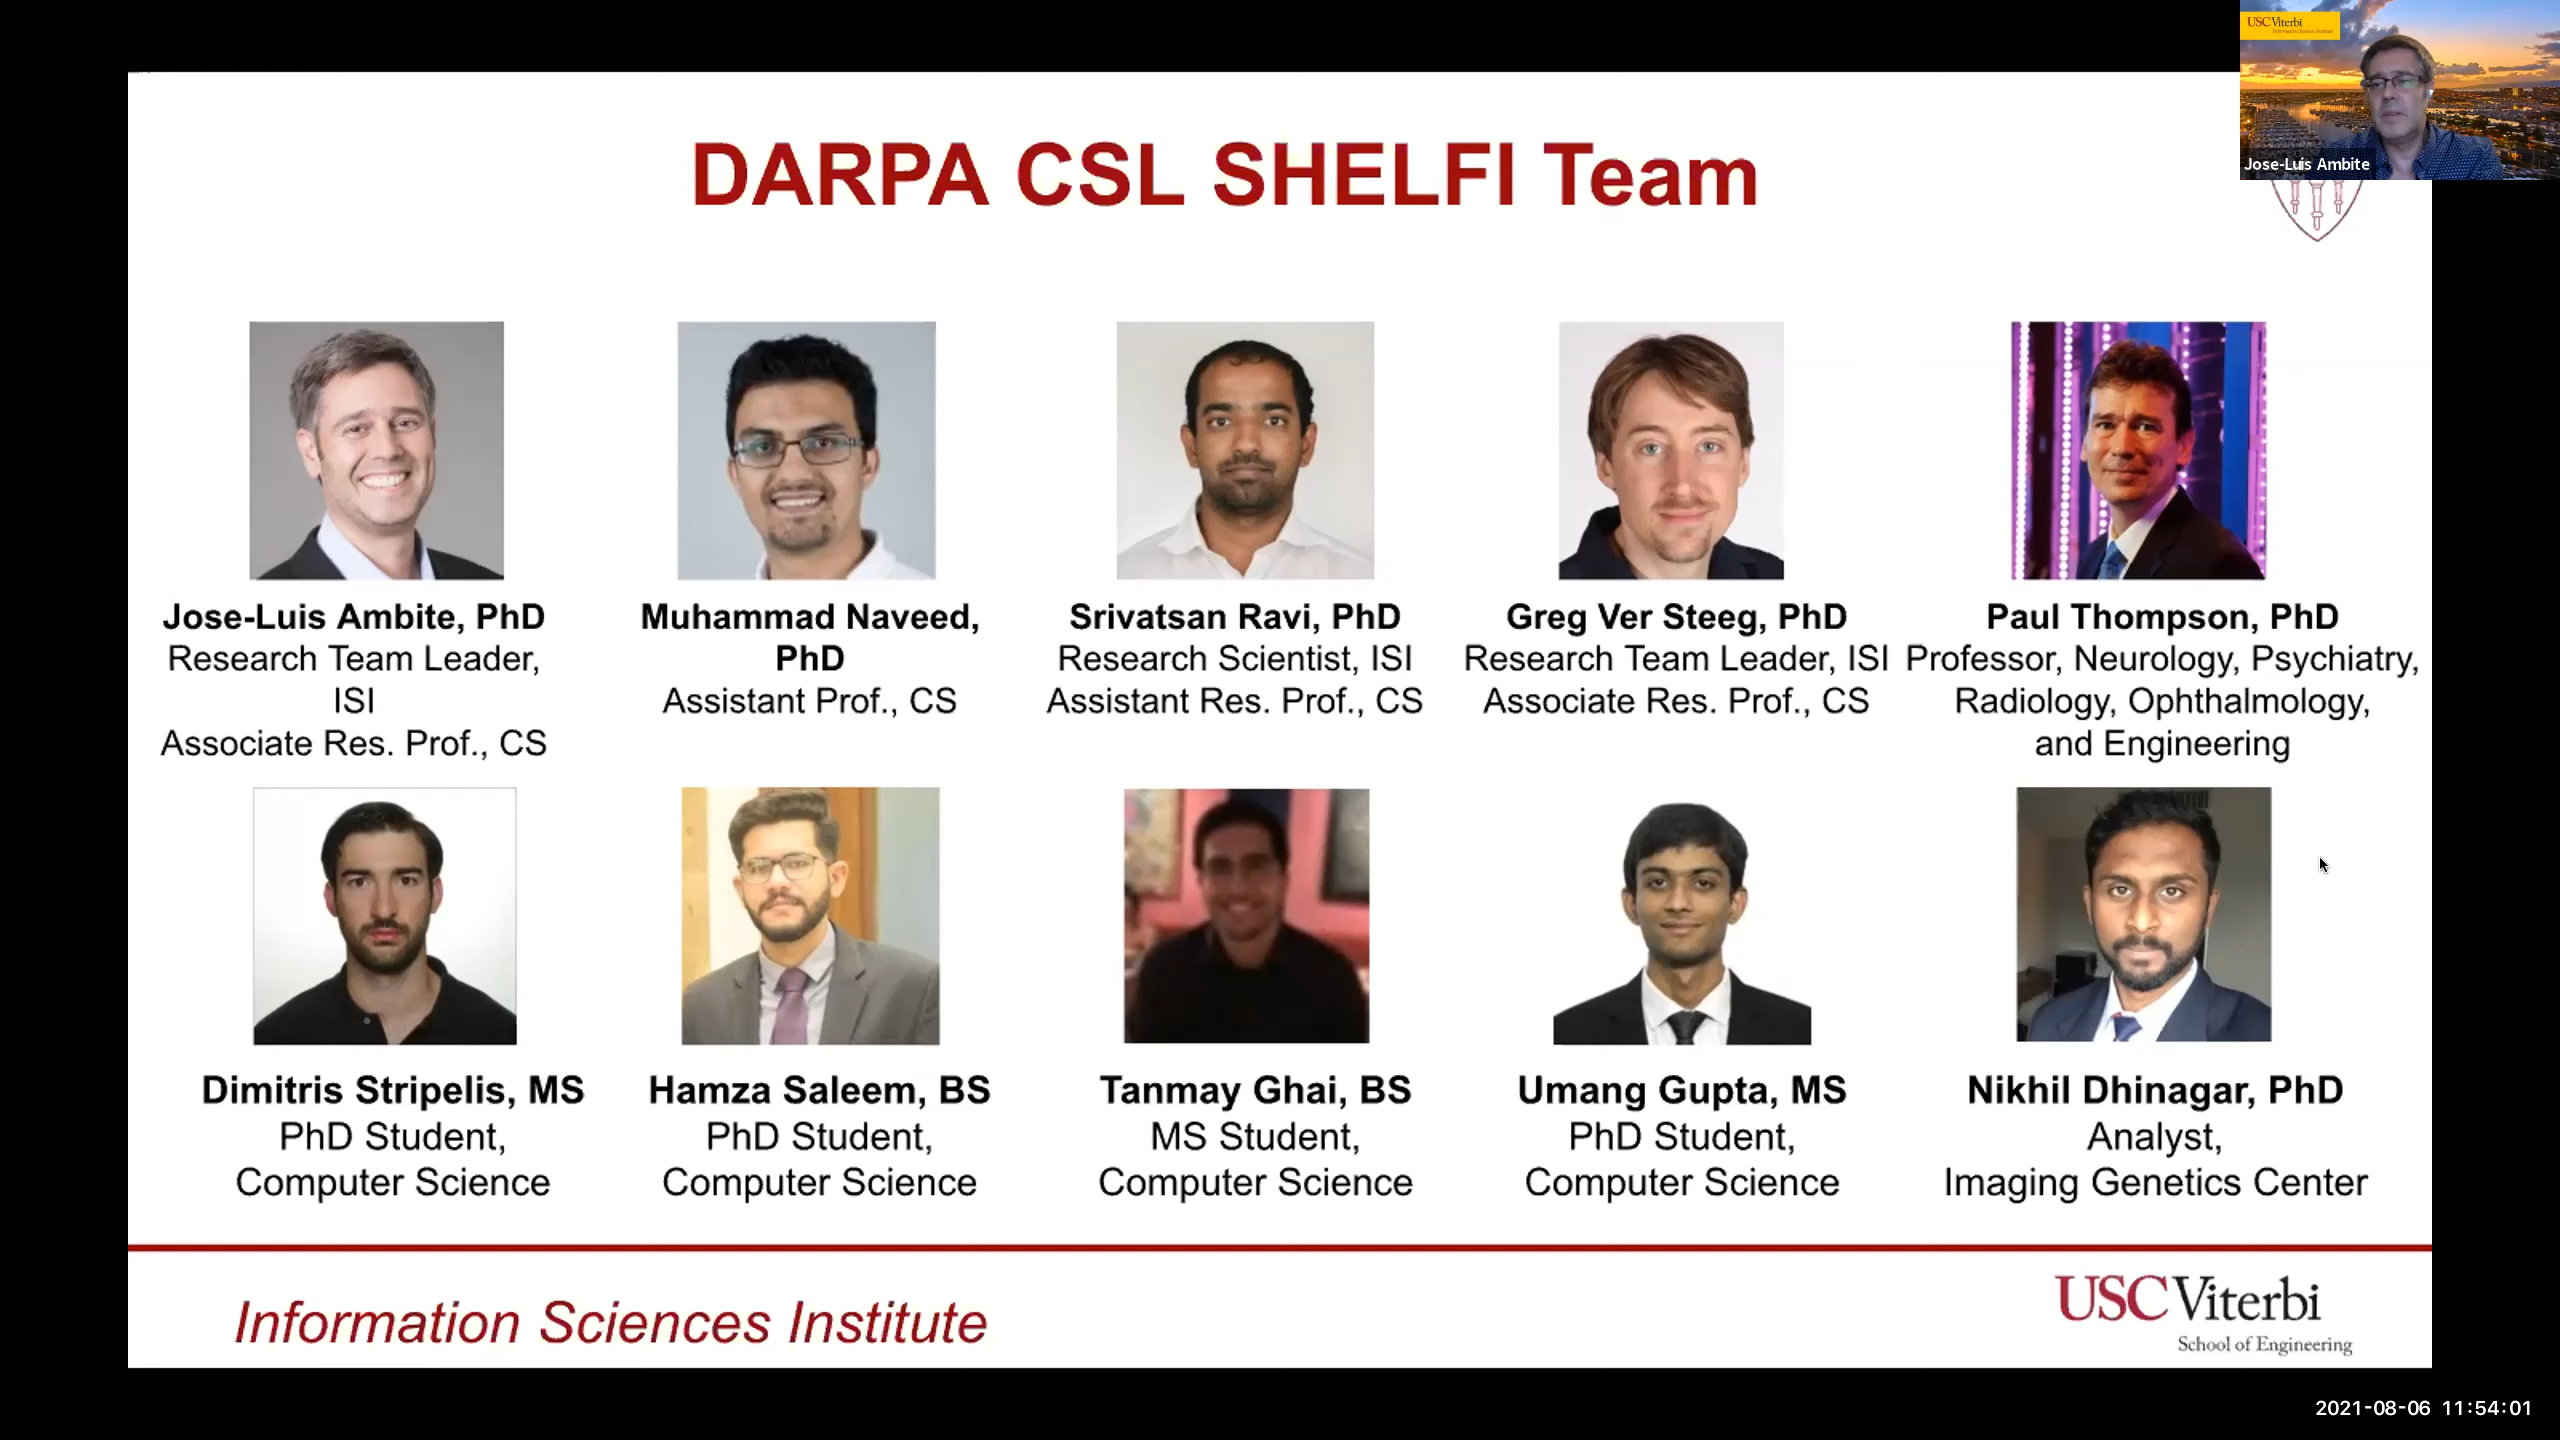 USC Viterbi
Information Sciences Institute
Jose-Luis Ambite
DARPA CSL SHELFI Team
Jose-Luis Ambite, PhD
Research Team Leader,
ISI
Associate Res. Prof., CS
Muhammad Naveed,
PhD
Assistant Prof., CS
Srivatsan Ravi, PhD
Research Scientist, ISI
Assistant Res. Prof., CS
Greg Ver Steeg, PhD
Research Team Leader, ISI
Associate Res. Prof., CS
Paul Thompson, PhD
Professor, Neurology, Psychiatry,
Radiology, Ophthalmology,
and Engineering
Dimitris Stripelis, MS
PhD Student,
Computer Science
Hamza Saleem, BS
PhD Student,
Computer Science
Tanmay Ghai, BS
MS Student,
Computer Science
Umang Gupta, MS
PhD Student,
Computer Science
Nikhil Dhinagar, PhD
Analyst,
Imaging Genetics Center
Information Sciences Institute
USC Viterbi
School of Engineering
2021-08-06 11:54:01